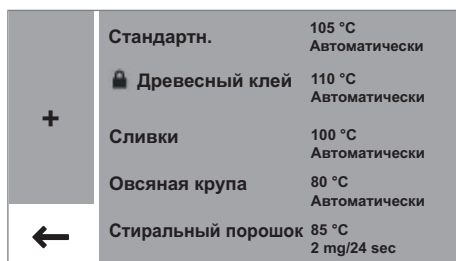 Стандартн. 105 °C
Автоматически
Древесный клей 110 °C
Автоматически
+
Сливки 100 °C
Автоматически
Овсяная крупа 80 °C
Автоматически
Стиральный порошок 85 °C
2 mg/24 sec